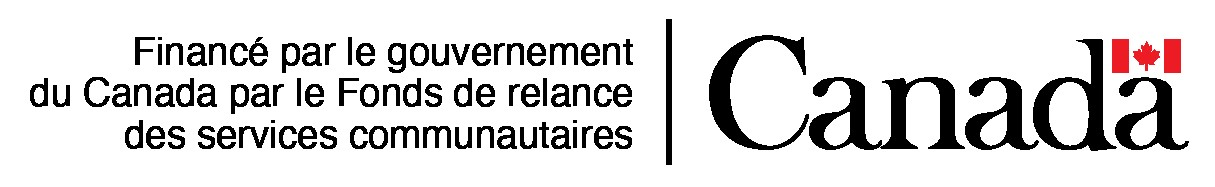 Financé par le gouvernement
du Canada par le Fonds de relance
des services communautaires
Canada